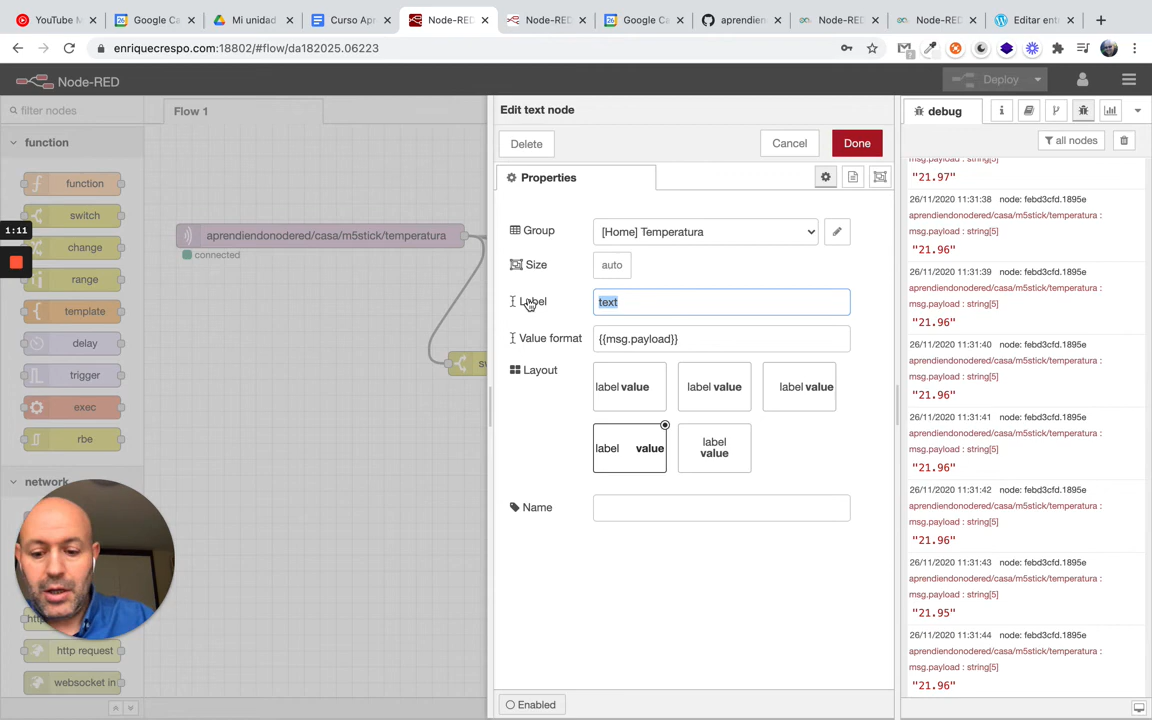 YouTube M
Google Ca
Mi unidad
Curso Apr
Node-RED
Node-RED
Google Ca
aprendien
Node-RED
Node-RED
Editar ent
enriquecrespo.com:18802/#flow/da182025.06223
Node-RED
Deploy
filter nodes
Flow 1
Edit text node
debug
i
Delete
Cancel
Done
all nodes
function
Properties
function
switch
change
range
template
delay
trigger
exec
rbe
network
http request
websocket in
1:11
aprendiendonodered/casa/m5stick/temperatura
connected
Group
[Home] Temperatura
Size
auto
Label
text
Value format
{{msg.payload}}
Layout
label value
label value
label value
label value
label
value
Name
Enabled
msg.payload : string[5]
"21.97"
26/11/2020 11:31:38 node: febd3cfd.1895e
aprendiendonodered/casa/m5stick/temperatura :
msg.payload : string[5]
"21.96"
26/11/2020 11:31:39 node: febd3cfd.1895e
aprendiendonodered/casa/m5stick/temperatura :
msg.payload : string[5]
"21.96"
26/11/2020 11:31:40 node: febd3cfd.1895e
aprendiendonodered/casa/m5stick/temperatura :
msg.payload : string[5]
"21.96"
26/11/2020 11:31:41 node: febd3cfd.1895e
aprendiendonodered/casa/m5stick/temperatura :
msg.payload : string[5]
"21.96"
26/11/2020 11:31:42 node: febd3cfd.1895e
aprendiendonodered/casa/m5stick/temperatura :
msg.payload : string[5]
"21.96"
26/11/2020 11:31:43 node: febd3cfd.1895e
aprendiendonodered/casa/m5stick/temperatura :
msg.payload : string[5]
"21.95"
26/11/2020 11:31:44 node: febd3cfd.1895e
aprendiendonodered/casa/m5stick/temperatura :
msg.payload : string[5]
"21.96"